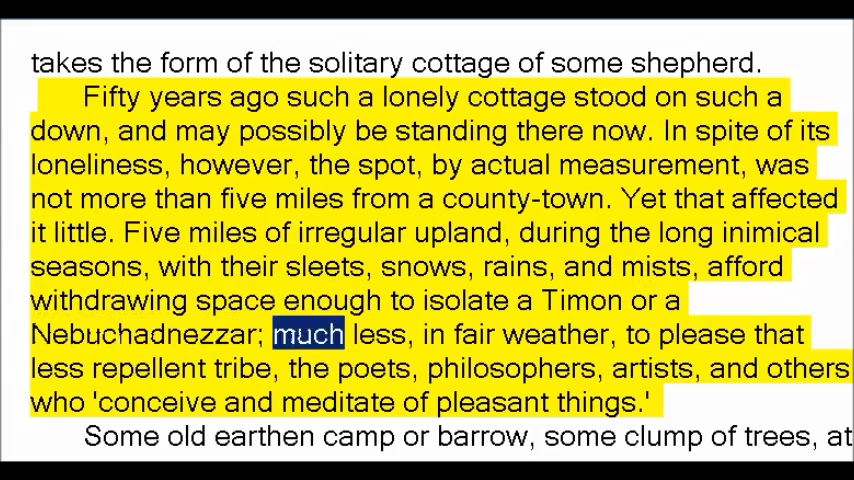 takes the form of the solitary cottage of some shepherd.
Fifty years ago such a lonely cottage stood on such a
down, and may possibly be standing there now. In spite of its
loneliness, however, the spot, by actual measurement, was
not more than five miles from a county-town. Yet that affected
it little. Five miles of irregular upland, during the long inimical
seasons, with their sleets, snows, rains, and mists, afford
withdrawing space enough to isolate a Timon or a
Nebuchadnezzar; much less, in fair weather, to please that
less repellent tribe, the poets, philosophers, artists, and others
who 'conceive and meditate of pleasant things.'
Some old earthen camp or barrow, some clump of trees, at